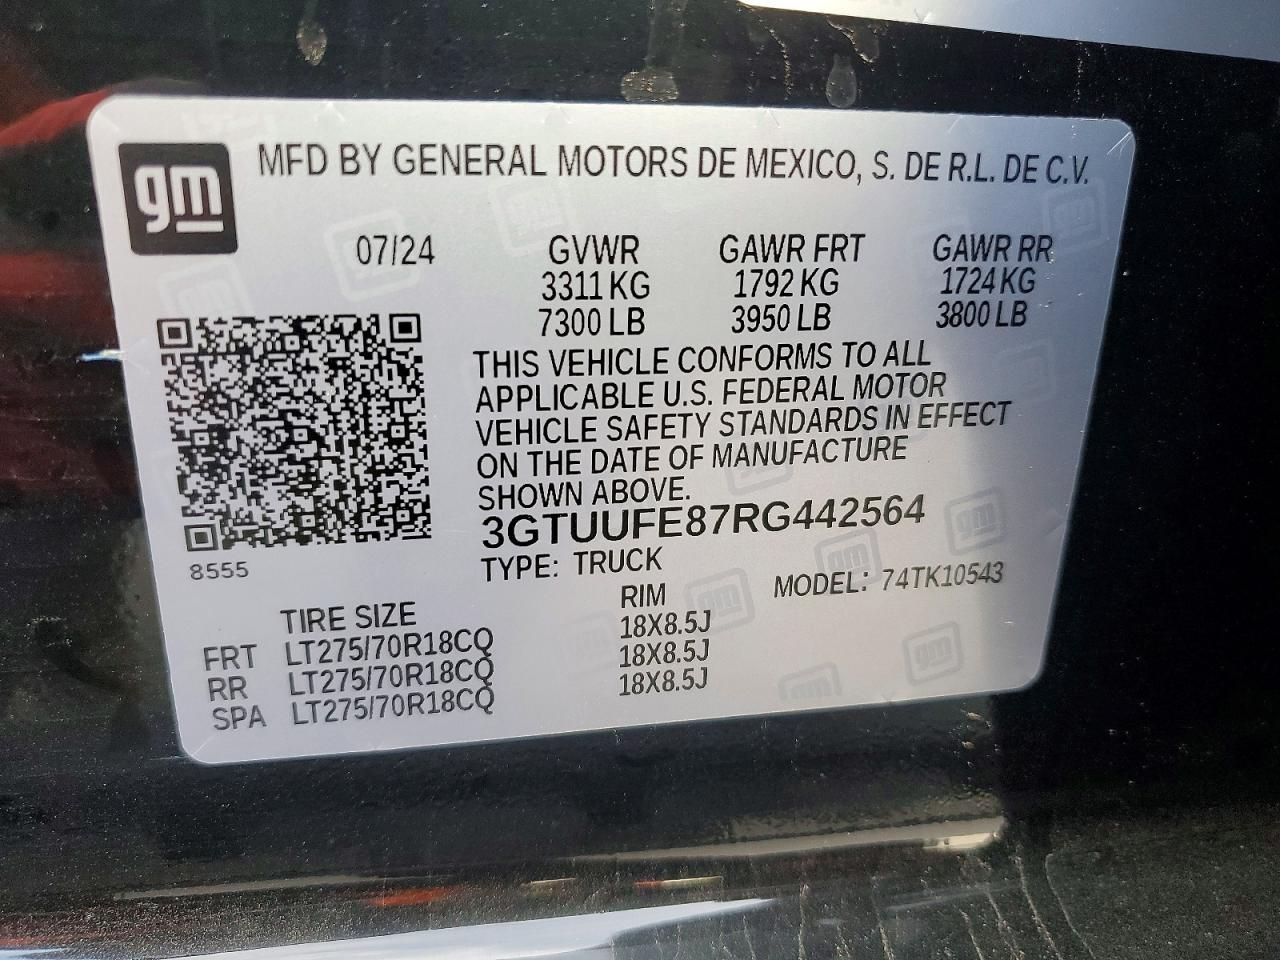 gm
MFD BY GENERAL MOTORS DE MEXICO, S. DE R.L. DE C.V.
07/24 GVWR GAWR FRT GAWR RR
3311 KG 1792 KG 1724 KG
7300 LB 3950 LB 3800 LB
THIS VEHICLE CONFORMS TO ALL
APPLICABLE U.S. FEDERAL MOTOR
VEHICLE SAFETY STANDARDS IN EFFECT
ON THE DATE OF MANUFACTURE
SHOWN ABOVE.
3GTUUFE87RG442564
8555
TYPE: TRUCK MODEL: 74TK10543
TIRE SIZE RIM
FRT LT275/70R18CQ 18X8.5J
RR LT275/70R18CQ 18X8.5J
SPA LT275/70R18CQ 18X8.5J